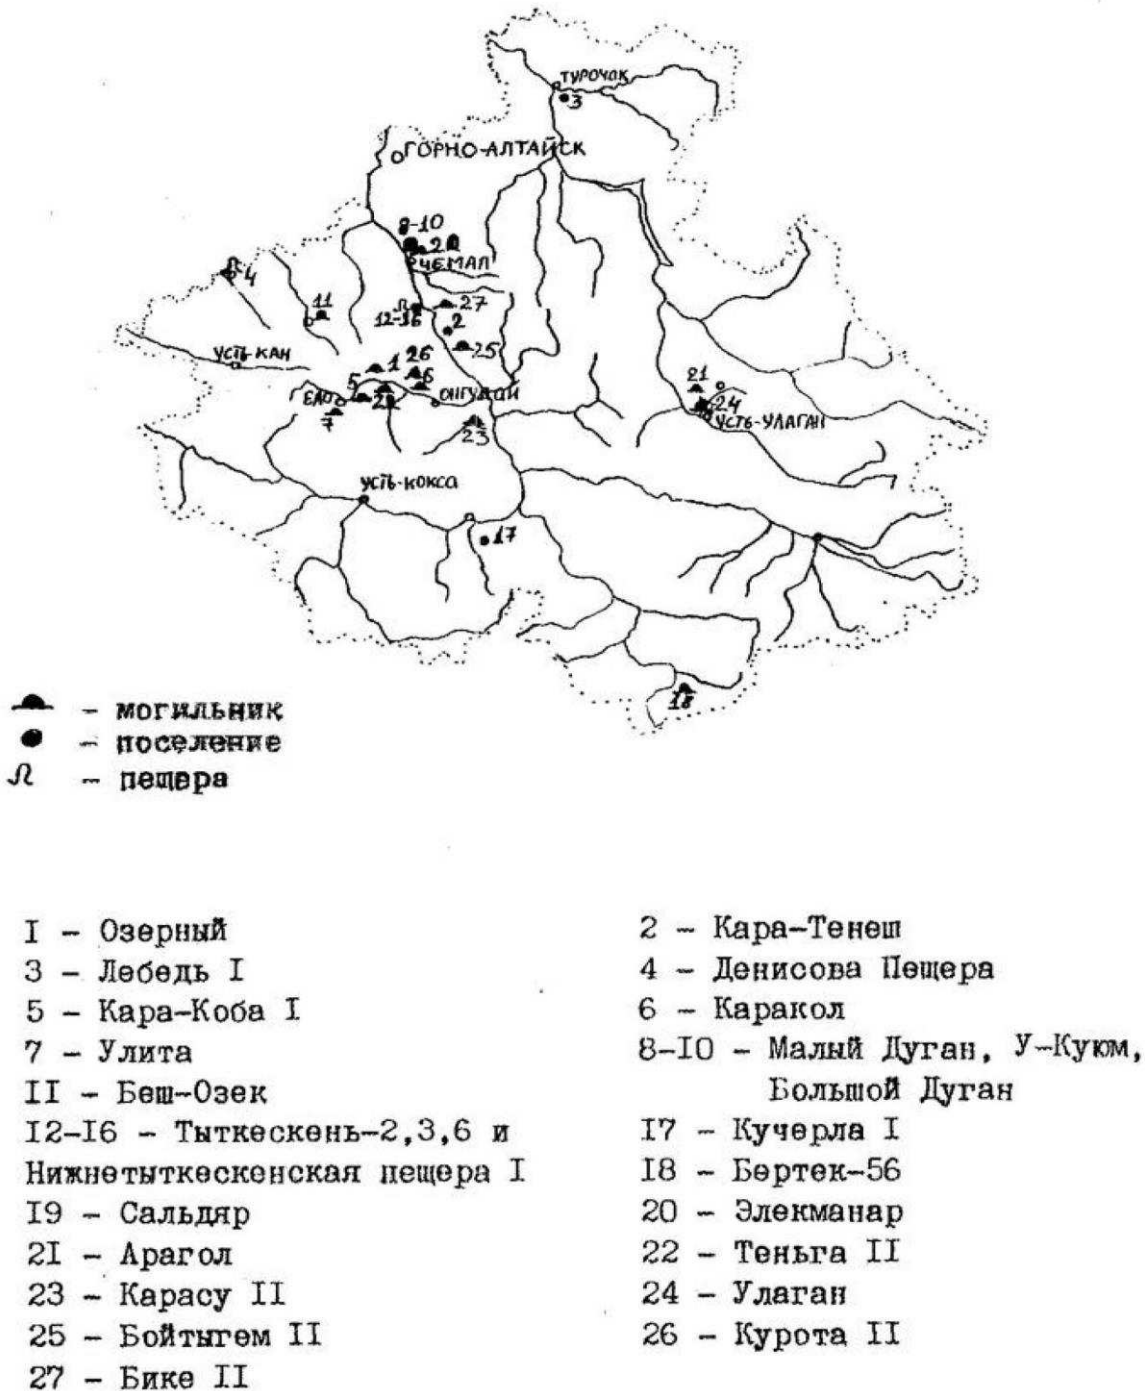 ТУРОЧАК
3
ГОРНО-АЛТАЙСК
8-10
ЧЕМАЛ
4
11
27
12-16
2
25
УСТЬ-КАН
1
26
21
5
6
ЕЛО
ОНГУДАЙ
24
7
23
УСТЬ-УЛАГАН
УСТЬ-КОКСА
17
18
– могильник
– поселение
– пещера
I – Озерный
2 – Кара-Тенеш
3 – Лебедь I
4 – Денисова Пещера
5 – Кара-Коба I
6 – Каракол
7 – Улита
8-I0 – Малый Дуган, У-Куюм,
Большой Дуган
II – Беш-Озек
I2-I6 – Тыткескень-2,3,6 и
Нижнетыткескенская пещера I
I7 – Кучерла I
I8 – Бертек-56
I9 – Сальдяр
20 – Элекманар
2I – Арагол
22 – Теньга II
23 – Карасу II
24 – Улаган
25 – Бойтыгем II
26 – Курота II
27 – Бике II